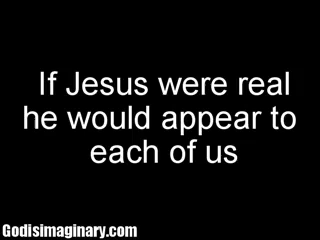 If Jesus were real
he would appear to
each of us
Godisimaginary.com